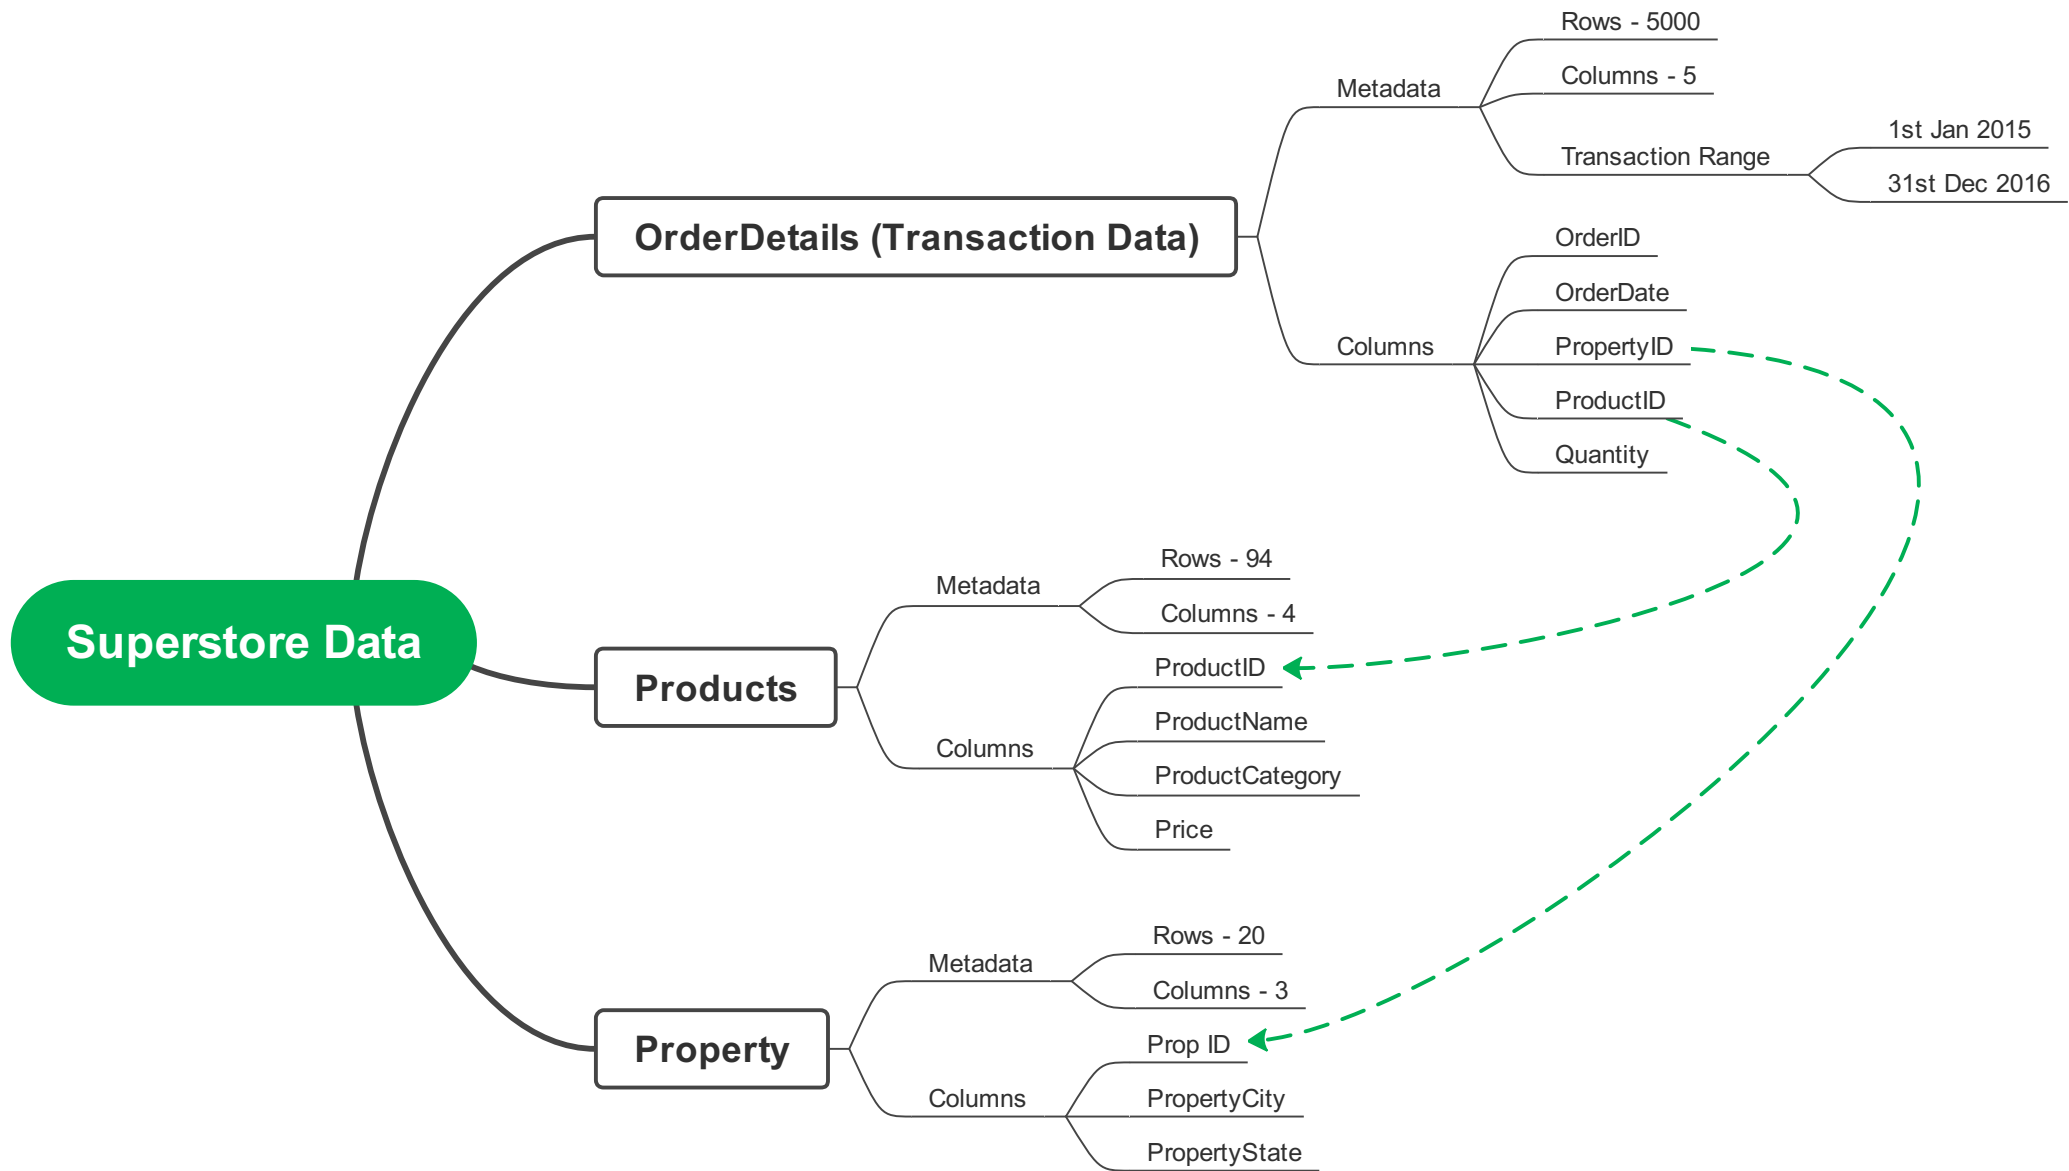 Superstore Data
OrderDetails (Transaction Data)
Metadata
Rows - 5000
Columns - 5
Transaction Range
1st Jan 2015
31st Dec 2016
Columns
OrderID
OrderDate
PropertyID
ProductID
Quantity
Products
Metadata
Rows - 94
Columns - 4
Columns
ProductID
ProductName
ProductCategory
Price
Property
Metadata
Rows - 20
Columns - 3
Columns
Prop ID
PropertyCity
PropertyState